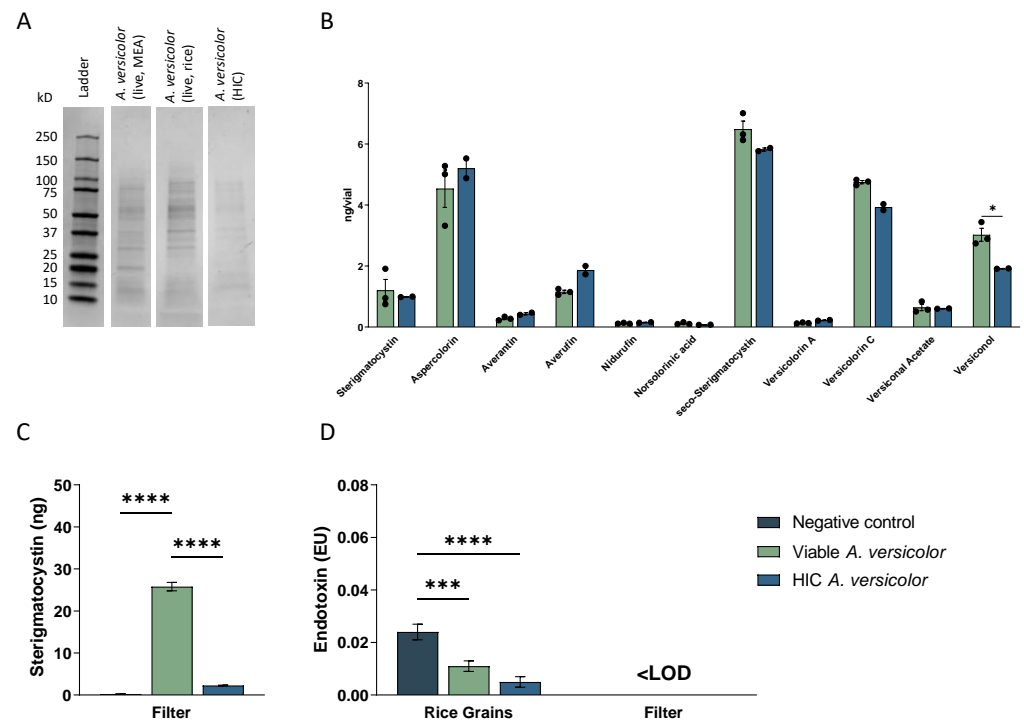 A
kD
Ladder
A. versicolor
(live, MEA)
A. versicolor
(live, rice)
A. versicolor
(HIC)
250
150
100
75
50
37
25
20
15
10
B
ng/vial
8
6
4
2
0
*
Sterigmatocystin
Aspercolorin
Averantin
Averufin
Nidurufin
Norsolorinic acid
seco-Sterigmatocystin
Versicolorin A
Versicolorin C
Versiconal Acetate
Versiconol
C
Sterigmatocystin (ng)
50
40
30
20
10
0
****
****
Filter
D
Endotoxin (EU)
0.08
0.06
0.04
0.02
0.00
****
***
<LOD
Rice Grains
Filter
Negative control
Viable A. versicolor
HIC A. versicolor